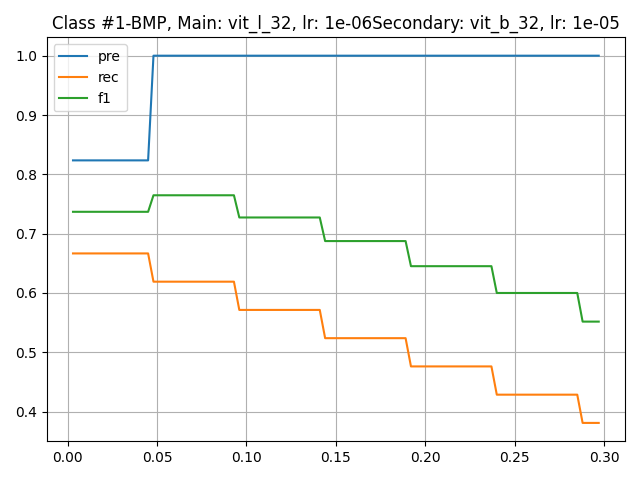 Class #1-BMP, Main: vit_l_32, lr: 1e-06Secondary: vit_b_32, lr: 1e-05
pre
rec
f1
1.0
0.9
0.8
0.7
0.6
0.5
0.4
0.00 0.05 0.10 0.15 0.20 0.25 0.30